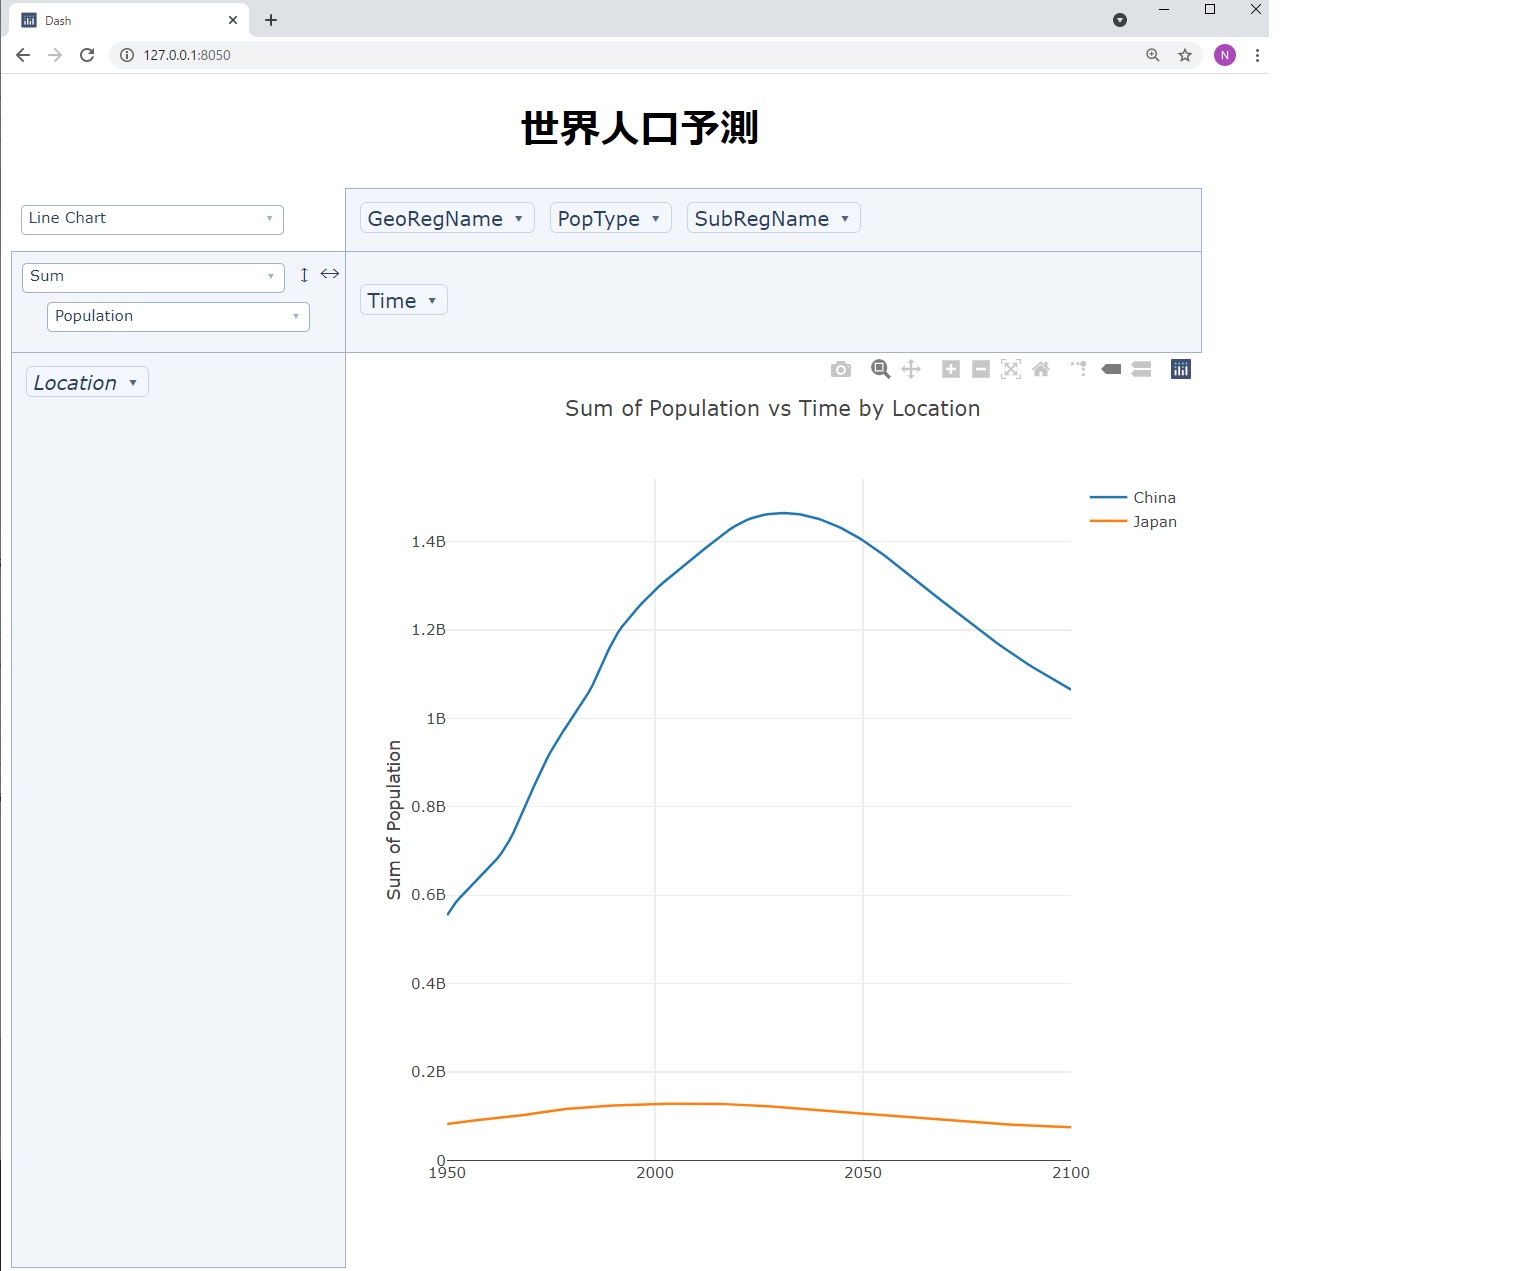 Dash
127.0.0.1:8050
N
世界人口予測
Line Chart
GeoRegName PopType SubRegName
Sum
Population
Time
Location
Sum of Population vs Time by Location
China
Japan
1.4B
1.2B
1B
0.8B
0.6B
0.4B
0.2B
0
Sum of Population
1950 2000 2050 2100